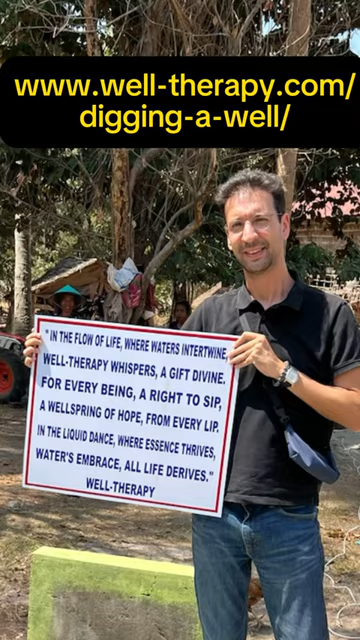 www.well-therapy.com/
digging-a-well/
" IN THE FLOW OF LIFE, WHERE WATERS INTERTWINE,
WELL-THERAPY WHISPERS, A GIFT DIVINE.
FOR EVERY BEING, A RIGHT TO SIP,
A WELLSPRING OF HOPE, FROM EVERY LIP.
IN THE LIQUID DANCE, WHERE ESSENCE THRIVES,
WATER'S EMBRACE, ALL LIFE DERIVES."
WELL-THERAPY